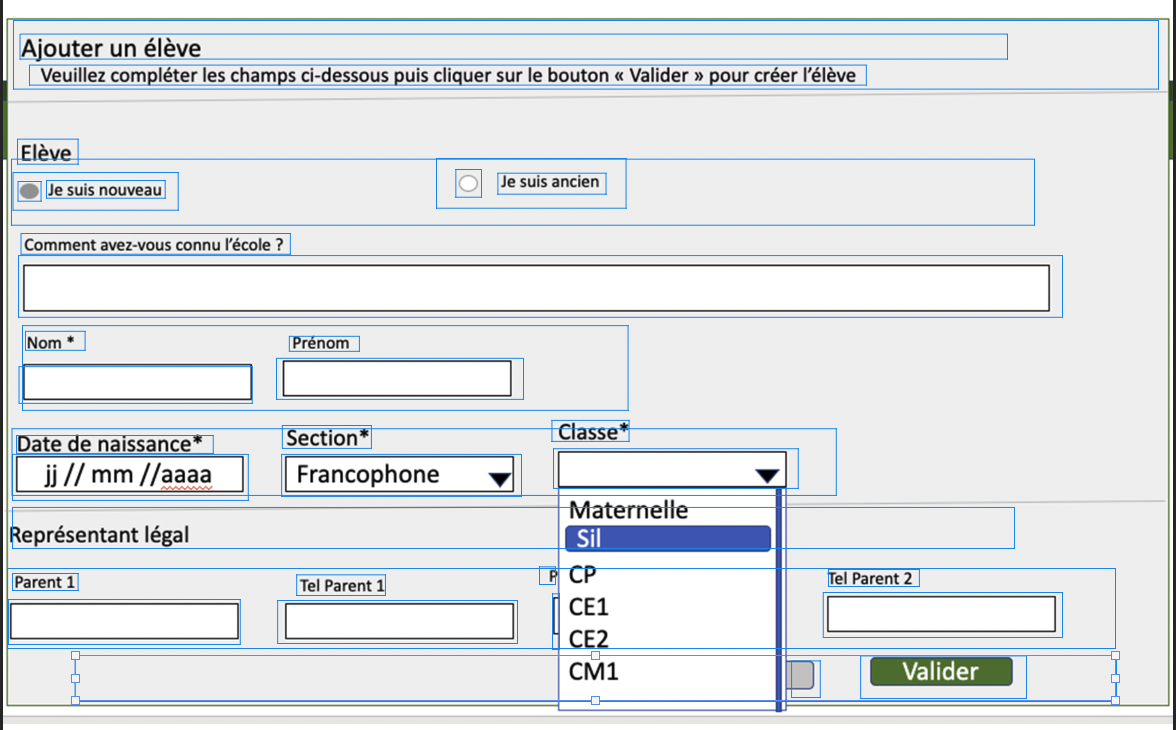 Ajouter un élève
Veuillez compléter les champs ci-dessous puis cliquer sur le bouton « Valider » pour créer l’élève
Elève
Je suis nouveau
Je suis ancien
Comment avez-vous connu l’école ?
Nom *
Prénom
Date de naissance*
Section*
Classe*
jj // mm //aaaa
Francophone
Maternelle
Sil
CP
CE1
CE2
CM1
Représentant légal
Parent 1
Tel Parent 1
Tel Parent 2
Valider